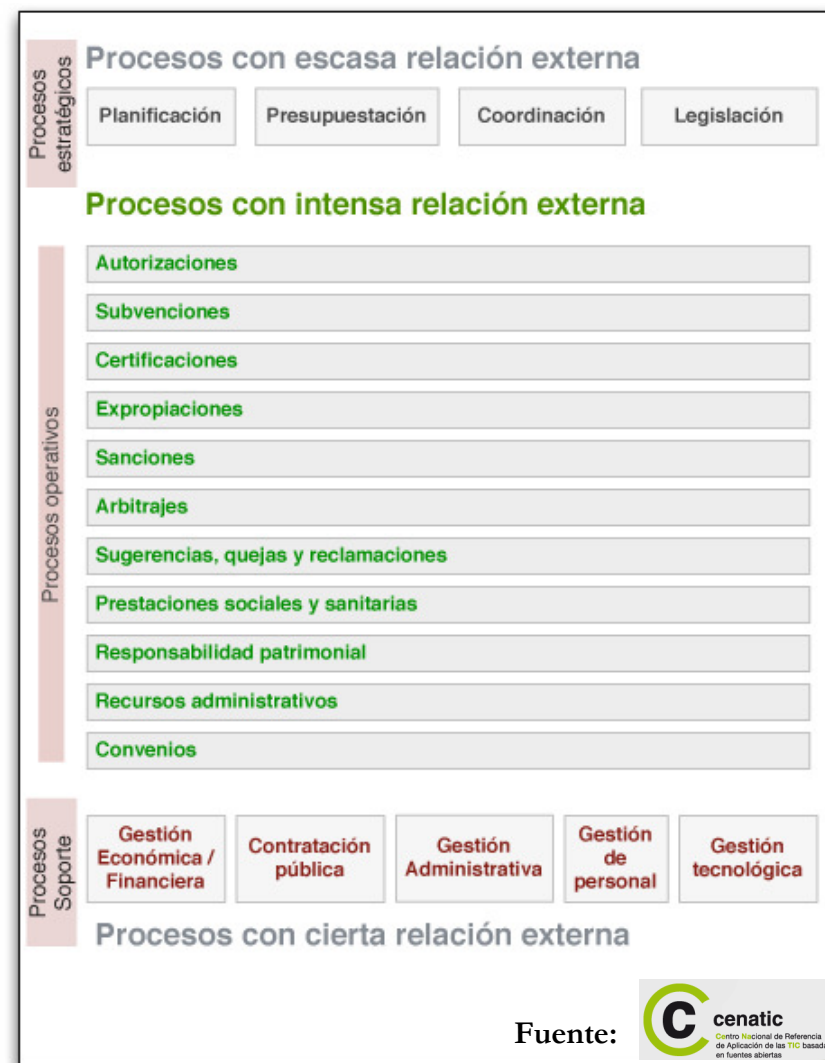 Procesos
estratégicos
Procesos con escasa relación externa
Planificación
Presupuestación
Coordinación
Legislación
Procesos con intensa relación externa
Procesos operativos
Autorizaciones
Subvenciones
Certificaciones
Expropiaciones
Sanciones
Arbitrajes
Sugerencias, quejas y reclamaciones
Prestaciones sociales y sanitarias
Responsabilidad patrimonial
Recursos administrativos
Convenios
Procesos
Soporte
Gestión
Económica /
Financiera
Contratación
pública
Gestión
Administrativa
Gestión
de
personal
Gestión
tecnológica
Procesos con cierta relación externa
Fuente:
C
cenatic
Centro Nacional de Referencia
de Aplicación de las TIC basada
en fuentes abiertas